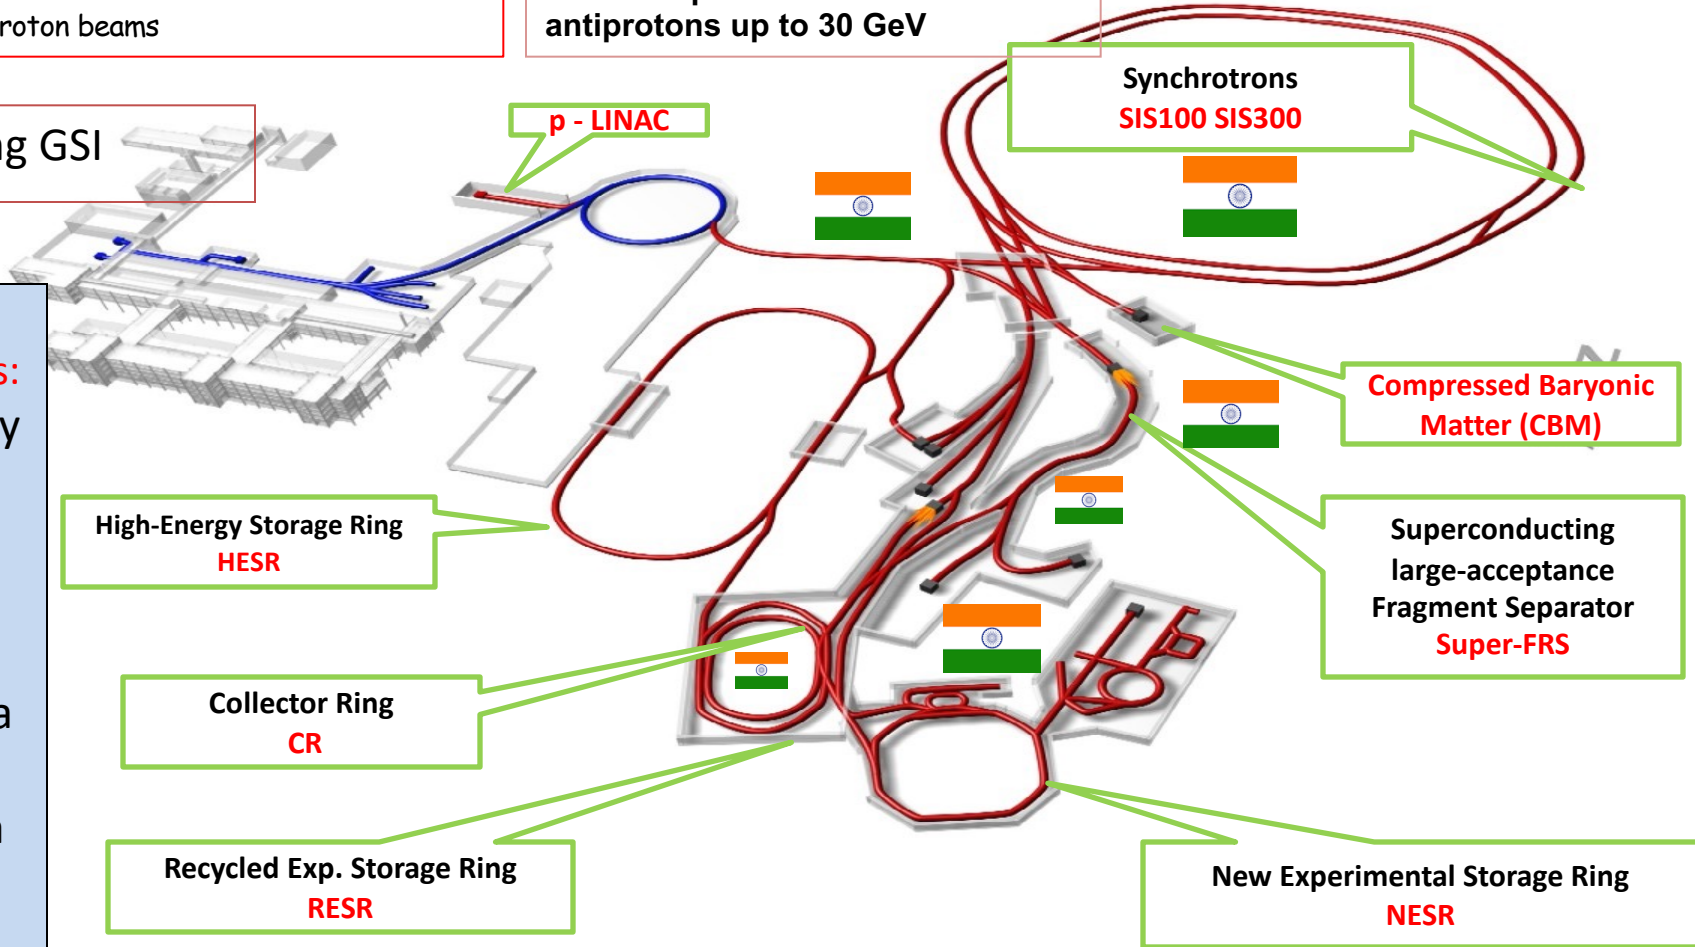 roton beams
antiprotons up to 30 GeV
Synchrotrons
SIS100 SIS300
p - LINAC
ng GSI
s:
y
Compressed Baryonic
Matter (CBM)
High-Energy Storage Ring
HESR
Superconducting
large-acceptance
Fragment Separator
Super-FRS
Collector Ring
CR
a
Recycled Exp. Storage Ring
RESR
New Experimental Storage Ring
NESR